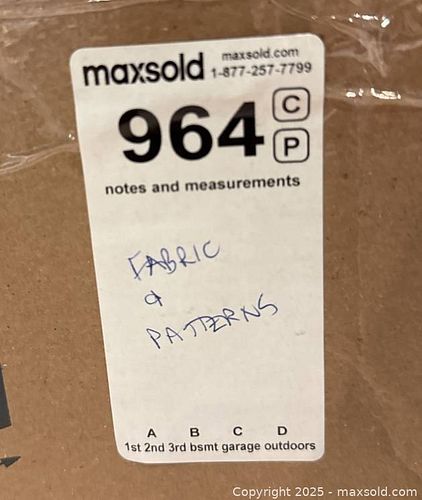 maxsold maxsold.com
1-877-257-7799
964 C
P
notes and measurements
FABRIC
&
PATTERNS
A B C D
1st 2nd 3rd bsmt garage outdoors
Copyright © 2025 - maxsold.com